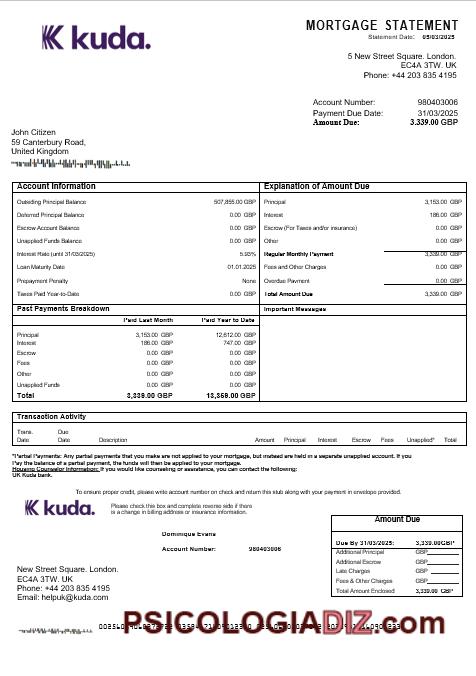 kuda.
MORTGAGE STATEMENT
Statement Date: 05/03/2025
5 New Street Square. London.
EC4A 3TW. UK
Phone: +44 203 835 4195
Account Number: 980403006
Payment Due Date: 31/03/2025
Amount Due: 3,339.00 GBP
John Citizen
59 Canterbury Road,
United Kingdom
Account Information
Outsding Principal Balance 507,855.00 GBP
Deferred Principal Balance 0.00 GBP
Escrow Account Balance 0.00 GBP
Unapplied Funds Balance 0.00 GBP
Interest Rate (until 31/03/2025) 5.93%
Loan Maturity Date 01.01.2025
Prepayment Penalty None
Taxes Paid Year-to-Date 0.00 GBP
Explanation of Amount Due
Principal 3,153.00 GBP
Interest 186.00 GBP
Escrow (For Taxes and/or insurance) 0.00 GBP
Other 0.00 GBP
Regular Monthly Payment 3,339.00 GBP
Fees and Other Charges 0.00 GBP
Overdue Payment 0.00 GBP
Total Amount Due 3,339.00 GBP
Past Payments Breakdown
Paid Last Month Paid Year to Date
Principal 3,153.00 GBP 12,612.00 GBP
Interest 186.00 GBP 747.00 GBP
Escrow 0.00 GBP 0.00 GBP
Fees 0.00 GBP 0.00 GBP
Other 0.00 GBP 0.00 GBP
Unapplied Funds 0.00 GBP 0.00 GBP
Total 3,339.00 GBP 13,359.00 GBP
Important Messages
Transaction Activity
Trans. Due
Date Date Description Amount Principal Interest Escrow Fees Unapplied* Total
*Partial Payments: Any partial payments that you make are not applied to your mortgage, but instead are held in a separate unapplied account. If you
Pay the balance of a partial payment, the funds will then be applied to your mortgage.
Housing Counselor Information: If you would like counseling or assistance, you can contact the following:
UK Kuda bank.
To ensure proper credit, please write account number on check and return this stub along with your payment in envelope provided.
kuda.
Please check this box and complete reverse side if there
is a change in billing address or insurance information.
Dominique Evans
Account Number: 980403006
Amount Due
Due By 31/03/2025: 3,339.00GBP
Additional Principal GBP
Additional Escrow GBP
Late Charges GBP
Fees & Other Charges GBP
Total Amount Enclosed 3,339.00 GBP
New Street Square. London.
EC4A 3TW. UK
Phone: +44 203 835 4195
Email: helpuk@kuda.com
PSICOLOGIADIZ.com